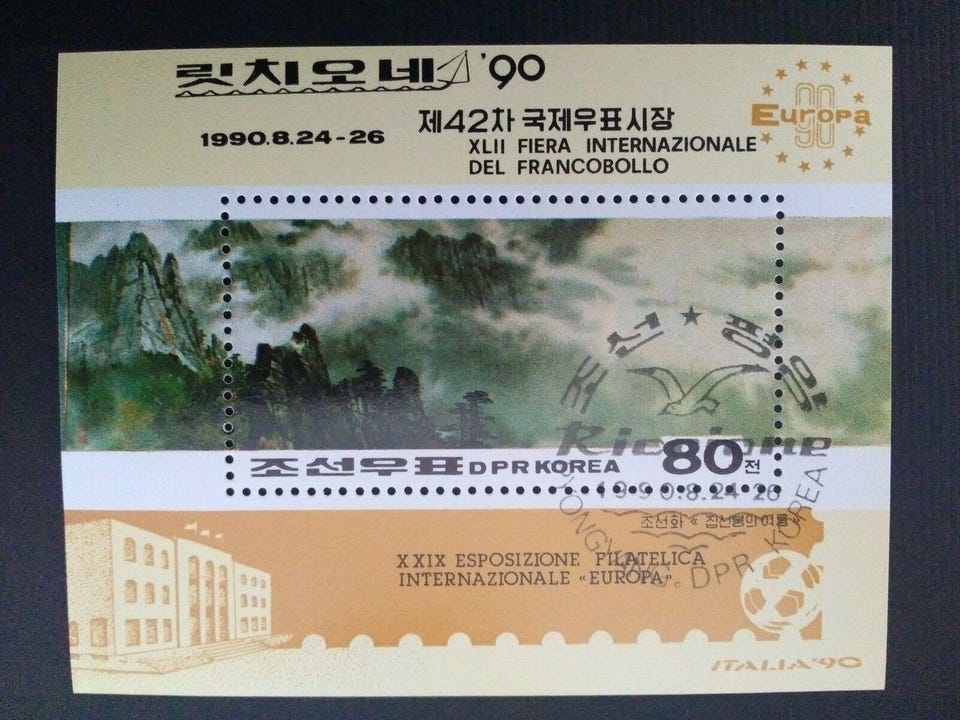 릿치오네 '90
1990.8.24-26
제42차 국제우표시장
XLII FIERA INTERNAZIONALE
DEL FRANCOBOLLO
Europa
90
조선★평양
Riccione
1990.8.24-26
PYONGYANG. DPR KOREA
조선우표 DPR KOREA 80전
조선화 《집선봉의 여름》
XXIX ESPOSIZIONE FILATELICA
INTERNAZIONALE «EUROPA»
ITALIA'90